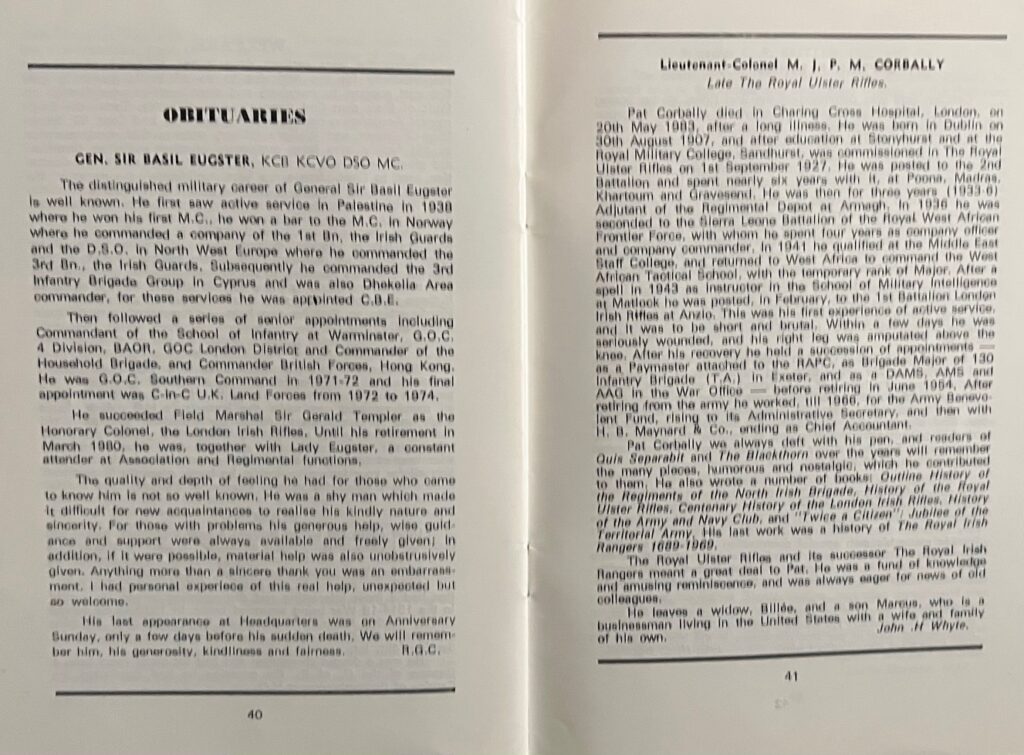 OBITUARIES
GEN. SIR BASIL EUGSTER, KCB KCVO DSO MC.
The distinguished military career of General Sir Basil Eugster
is well known. He first saw active service in Palestine in 1938
where he won his first M.C., he won a bar to the M.C. in Norway
where he commanded a company of the 1st Bn, the Irish Guards
and the D.S.O. in North West Europe where he commanded the
3rd Bn., the Irish Guards. Subsequently he commanded the 3rd
Infantry Brigade Group in Cyprus and was also Dhekelia Area
commander, for these services he was appointed C.B.E.
Then followed a series of senior appointments including
Commandant of the School of Infantry at Warminster, G.O.C.
4 Division, BAOR, GOC London District and Commander of the
Household Brigade, and Commander British Forces, Hong Kong.
He was G.O.C. Southern Command in 1971-72 and his final
appointment was C-in-C U.K. Land Forces from 1972 to 1974.
He succeeded Field Marshal Sir Gerald Templer as the
Honorary Colonel, the London Irish Rifles. Until his retirement in
March 1980, he was, together with Lady Eugster, a constant
attender at Association and Regimental functions.
The quality and depth of feeling he had for those who came
to know him is not so well known. He was a shy man which made
it difficult for new acquaintances to realise his kindly nature and
sincerity. For those with problems his generous help, wise guid-
ance and support were always available and freely given; in
addition, if it were possible, material help was also unobstrusively
given. Anything more than a sincere thank you was an embarrass-
ment. I had personal experiece of this real help, unexpected but
so welcome.
His last appearance at Headquarters was on Anniversary
Sunday, only a few days before his sudden death. We will remem-
ber him, his generosity, kindliness and fairness. R.G.C.
40
Lieutenant-Colonel M. J. P. M. CORBALLY
Late The Royal Ulster Rifles.
Pat Corbally died in Charing Cross Hospital, London, on
20th May 1983, after a long illness. He was born in Dublin on
30th August 1907, and after education at Stonyhurst and at the
Royal Military College, Sandhurst, was commissioned in The Royal
Ulster Rifles on 1st September 1927. He was posted to the 2nd
Battalion and spent nearly six years with it, at Poona, Madras,
Khartoum and Gravesend. He was then for three years (1933-6)
Adjutant of the Regimental Depot at Armagh. In 1936 he was
seconded to the Sierra Leone Battalion of the Royal West African
Frontier Force, with whom he spent four years as company officer
and company commander. In 1941 he qualified at the Middle East
Staff College, and returned to West Africa to command the West
African Tactical School, with the temporary rank of Major. After a
spell in 1943 as instructor in the School of Military Intelligence
at Matlock he was posted, in February, to the 1st Battalion London
Irish Rifles at Anzio. This was his first experience of active service,
and it was to be short and brutal. Within a few days he was
seriously wounded, and his right leg was amputated above the
knee. After his recovery he held a succession of appointments —
as a Paymaster attached to the RAPC, as Brigade Major of 130
Infantry Brigade (T.A.) in Exeter, and as a DAMS, AMS and
AAG in the War Office — before retiring in June 1954. After
retiring from the army he worked, till 1966, for the Army Benevo-
lent Fund, rising to its Administrative Secretary, and then with
H. B. Maynard & Co., ending as Chief Accountant.
Pat Corbally we always deft with his pen, and readers of
Quis Separabit and The Blackthorn over the years will remember
the many pieces, humorous and nostalgic, which he contributed
to them. He also wrote a number of books: Outline History of
the Regiments of the North Irish Brigade, History of the Royal
Ulster Rifles, Centenary History of the London Irish Rifles, History
of the Army and Navy Club, and "Twice a Citizen"; Jubilee of the
Territorial Army. His last work was a history of The Royal Irish
Rangers 1689-1969.
The Royal Ulster Rifles and its successor The Royal Irish
Rangers meant a great deal to Pat. He was a fund of knowledge
and amusing reminiscence, and was always eager for news of old
colleagues.
He leaves a widow, Billée, and a son Marcus, who is a
businessman living in the United States with a wife and family
of his own. John .H Whyte.
41